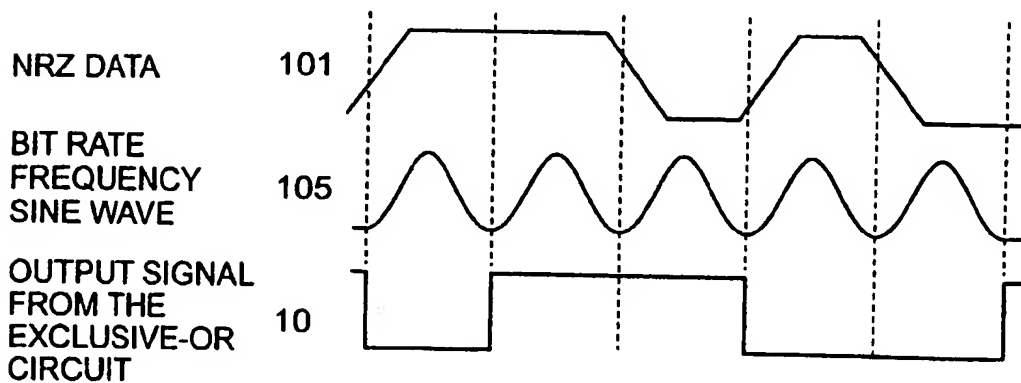 NRZ DATA 101
BIT RATE
FREQUENCY 105
SINE WAVE
OUTPUT SIGNAL
FROM THE 10
EXCLUSIVE-OR
CIRCUIT